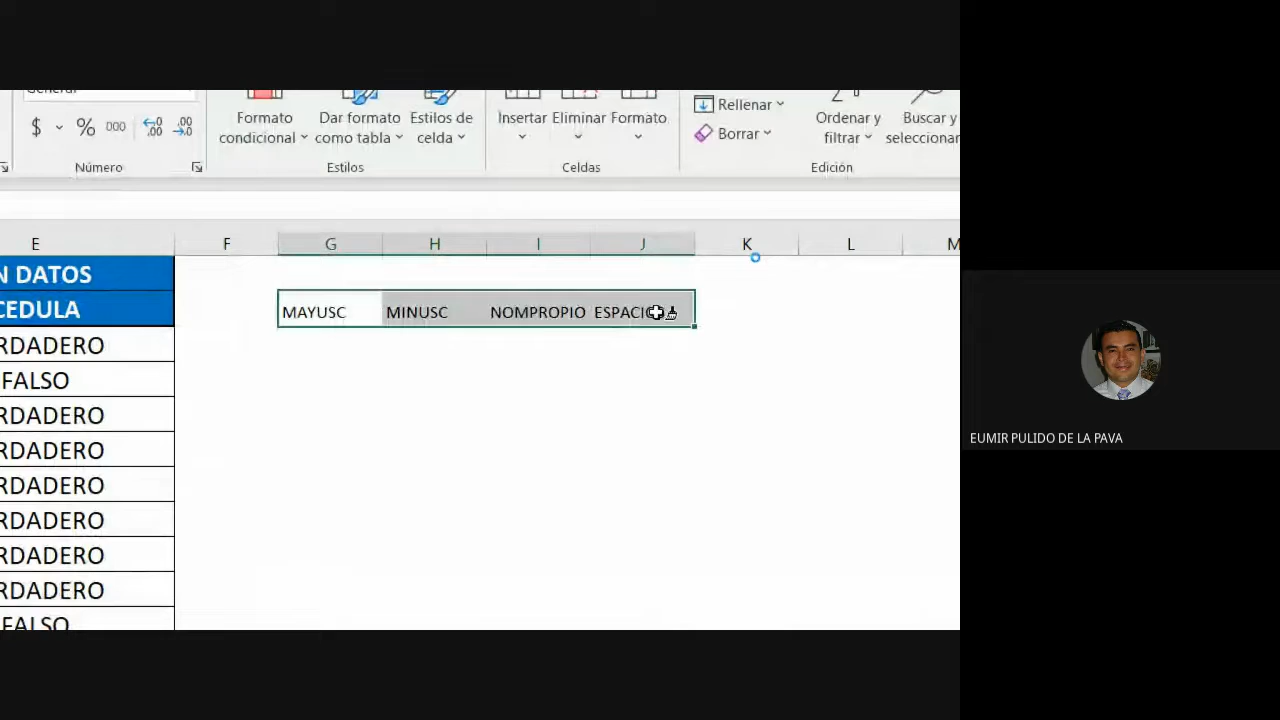 General
$ % 000
Formato condicional
Dar formato como tabla
Estilos de celda
Insertar
Eliminar
Formato
Rellenar
Borrar
Ordenar y filtrar
Buscar y
Número
Estilos
Celdas
Edición
E F G H I J K L M
N DATOS
CEDULA
MAYUSC MINUSC NOMPROPIO
RDADERO
FALSO
RDADERO
RDADERO
RDADERO
RDADERO
RDADERO
RDADERO
FALSO
EUMIR PULIDO DE LA PAVA